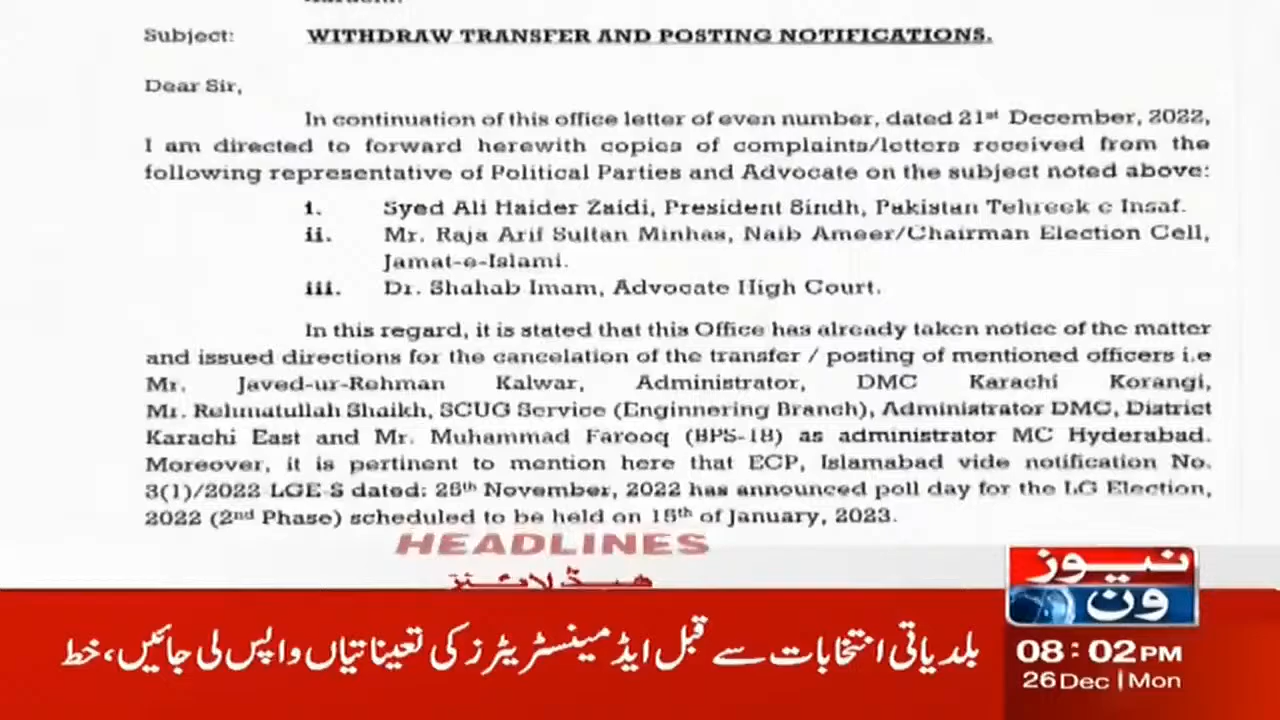 Subject: WITHDRAW TRANSFER AND POSTING NOTIFICATIONS.
Dear Sir,
In continuation of this office letter of even number, dated 21st December, 2022,
I am directed to forward herewith copies of complaints/letters received from the
following representative of Political Parties and Advocate on the subject noted above:
i. Syed Ali Haider Zaidi, President Sindh, Pakistan Tehreek e Insaf.
ii. Mr. Raja Arif Sultan Minhas, Naib Ameer/Chairman Election Cell,
Jamat-e-Islami.
iii. Dr. Shahab Imam, Advocate High Court.
In this regard, it is stated that this Office has already taken notice of the matter
and issued directions for the cancelation of the transfer / posting of mentioned officers i.e
Mr. Javed-ur-Rehman Kalwar, Administrator, DMC Karachi Korangi,
Mr. Rehmatullah Shaikh, SCUG Service (Enginnering Branch), Administrator DMC, District
Karachi East and Mr. Muhammad Farooq (BPS-18) as administrator MC Hyderabad.
Moreover, it is pertinent to mention here that ECP, Islamabad vide notification No.
3(1)/2022 LGE-S dated: 25th November, 2022 has announced poll day for the LG Election,
2022 (2nd Phase) scheduled to be held on 15th of January, 2023.
HEADLINES
ہیڈلائنز
نیوز
ون
بلدیاتی انتخابات سے قبل ایڈمینسٹریٹرز کی تعیناتیاں واپس لی جائیں، خط
08:02PM
26Dec | Mon